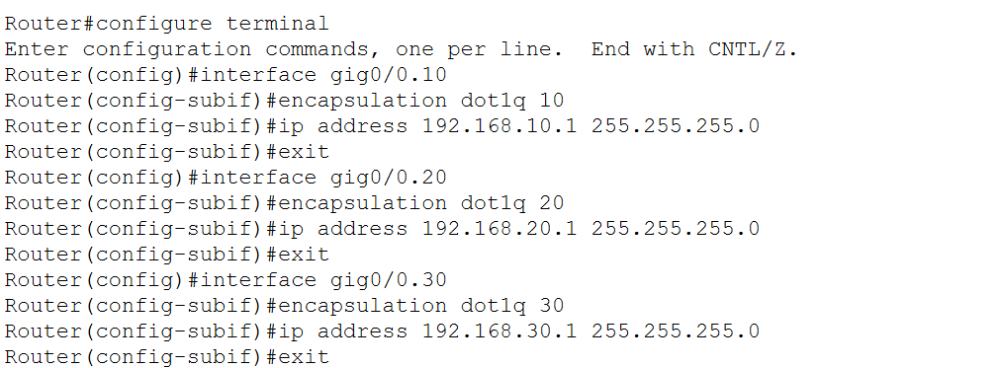 Router#configure terminal
Enter configuration commands, one per line.  End with CNTL/Z.
Router(config)#interface gig0/0.10
Router(config-subif)#encapsulation dot1q 10
Router(config-subif)#ip address 192.168.10.1 255.255.255.0
Router(config-subif)#exit
Router(config)#interface gig0/0.20
Router(config-subif)#encapsulation dot1q 20
Router(config-subif)#ip address 192.168.20.1 255.255.255.0
Router(config-subif)#exit
Router(config)#interface gig0/0.30
Router(config-subif)#encapsulation dot1q 30
Router(config-subif)#ip address 192.168.30.1 255.255.255.0
Router(config-subif)#exit